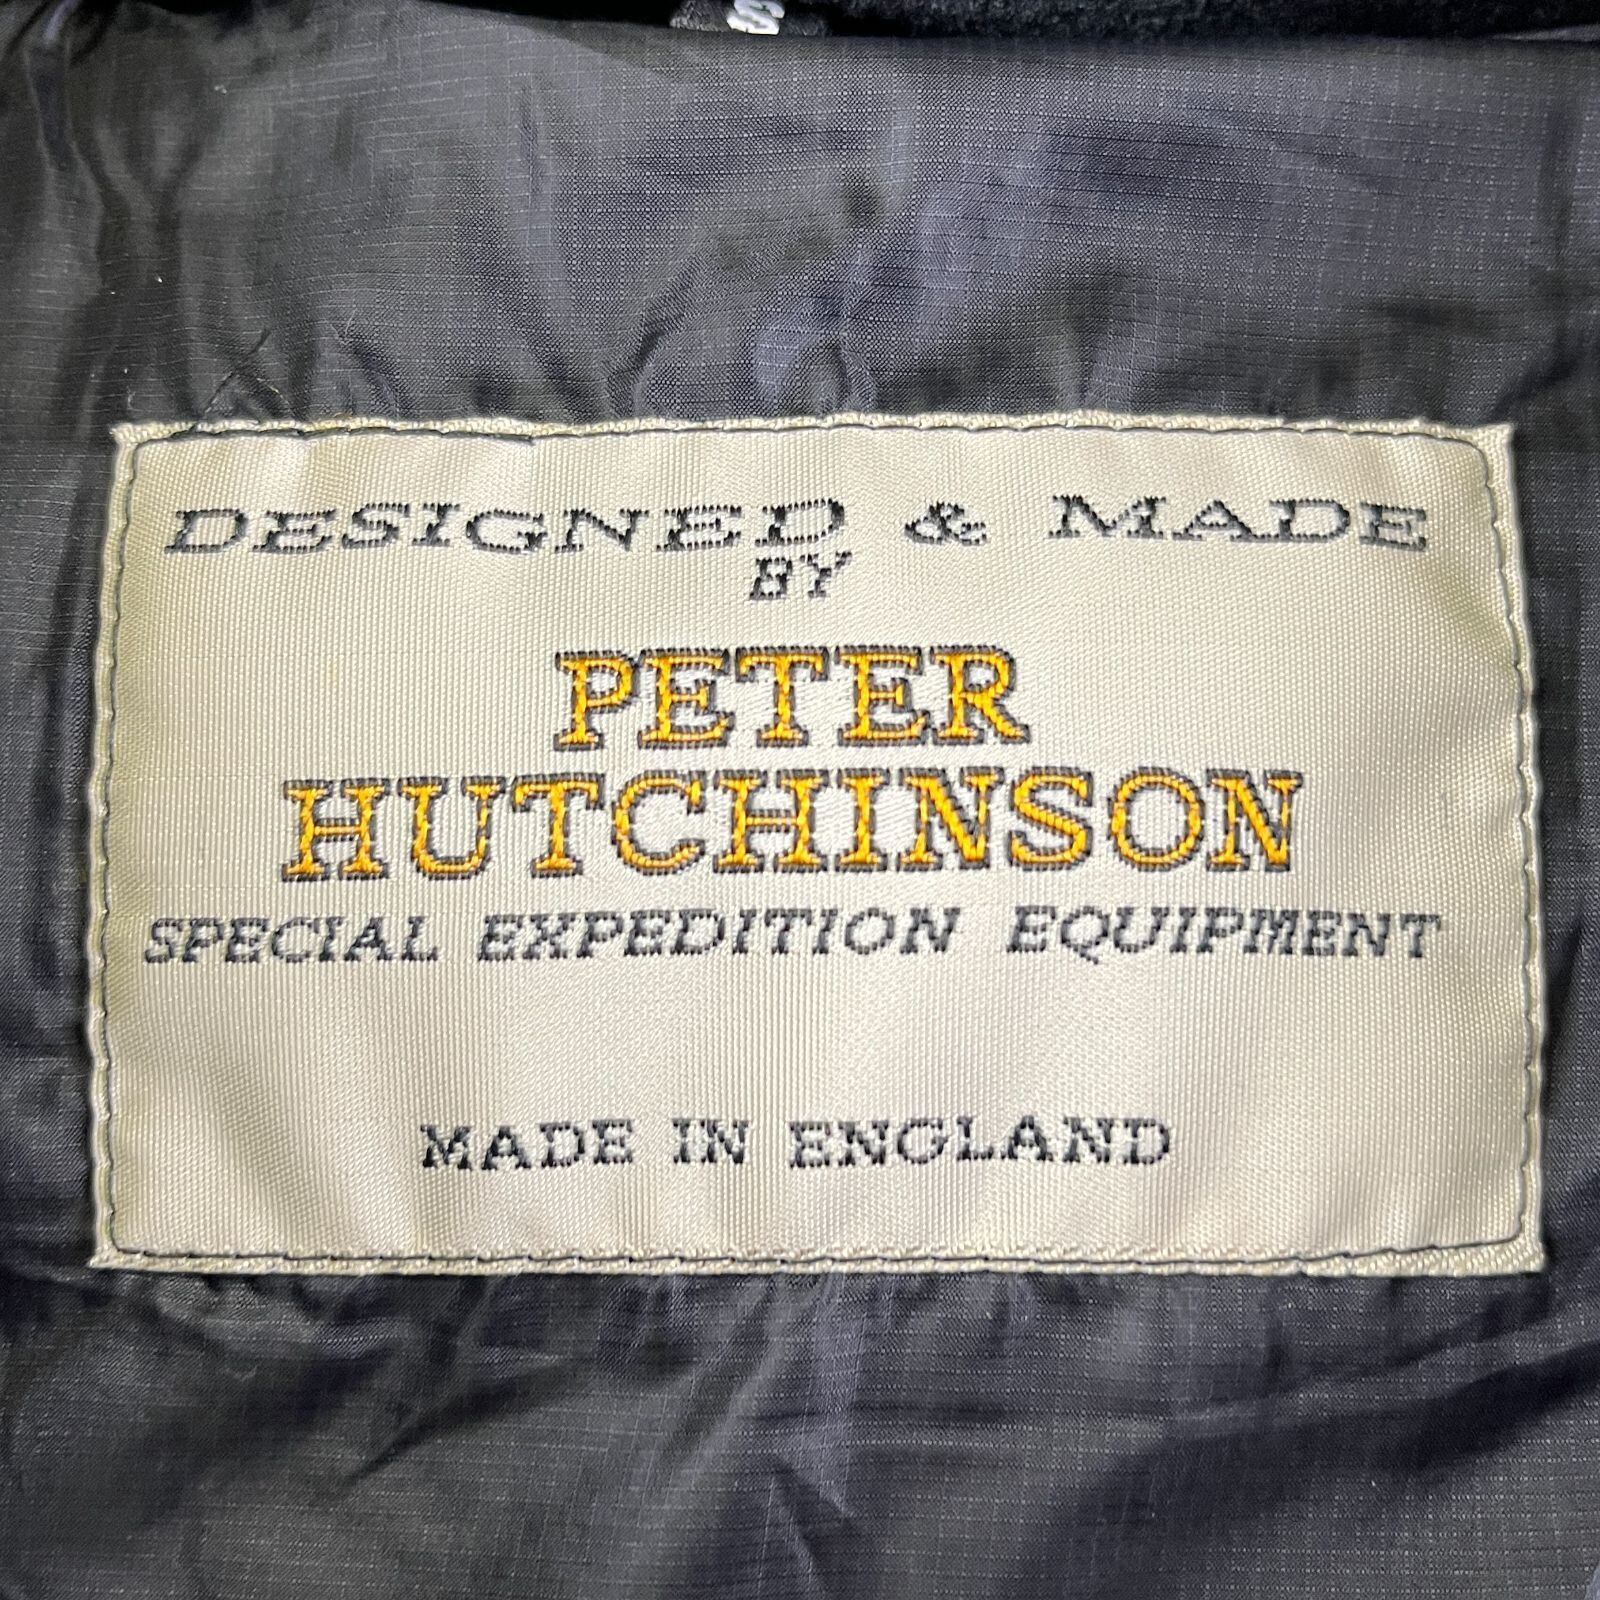 DESIGNED & MADE
BY
PETER
HUTCHINSON
SPECIAL EXPEDITION EQUIPMENT
MADE IN ENGLAND